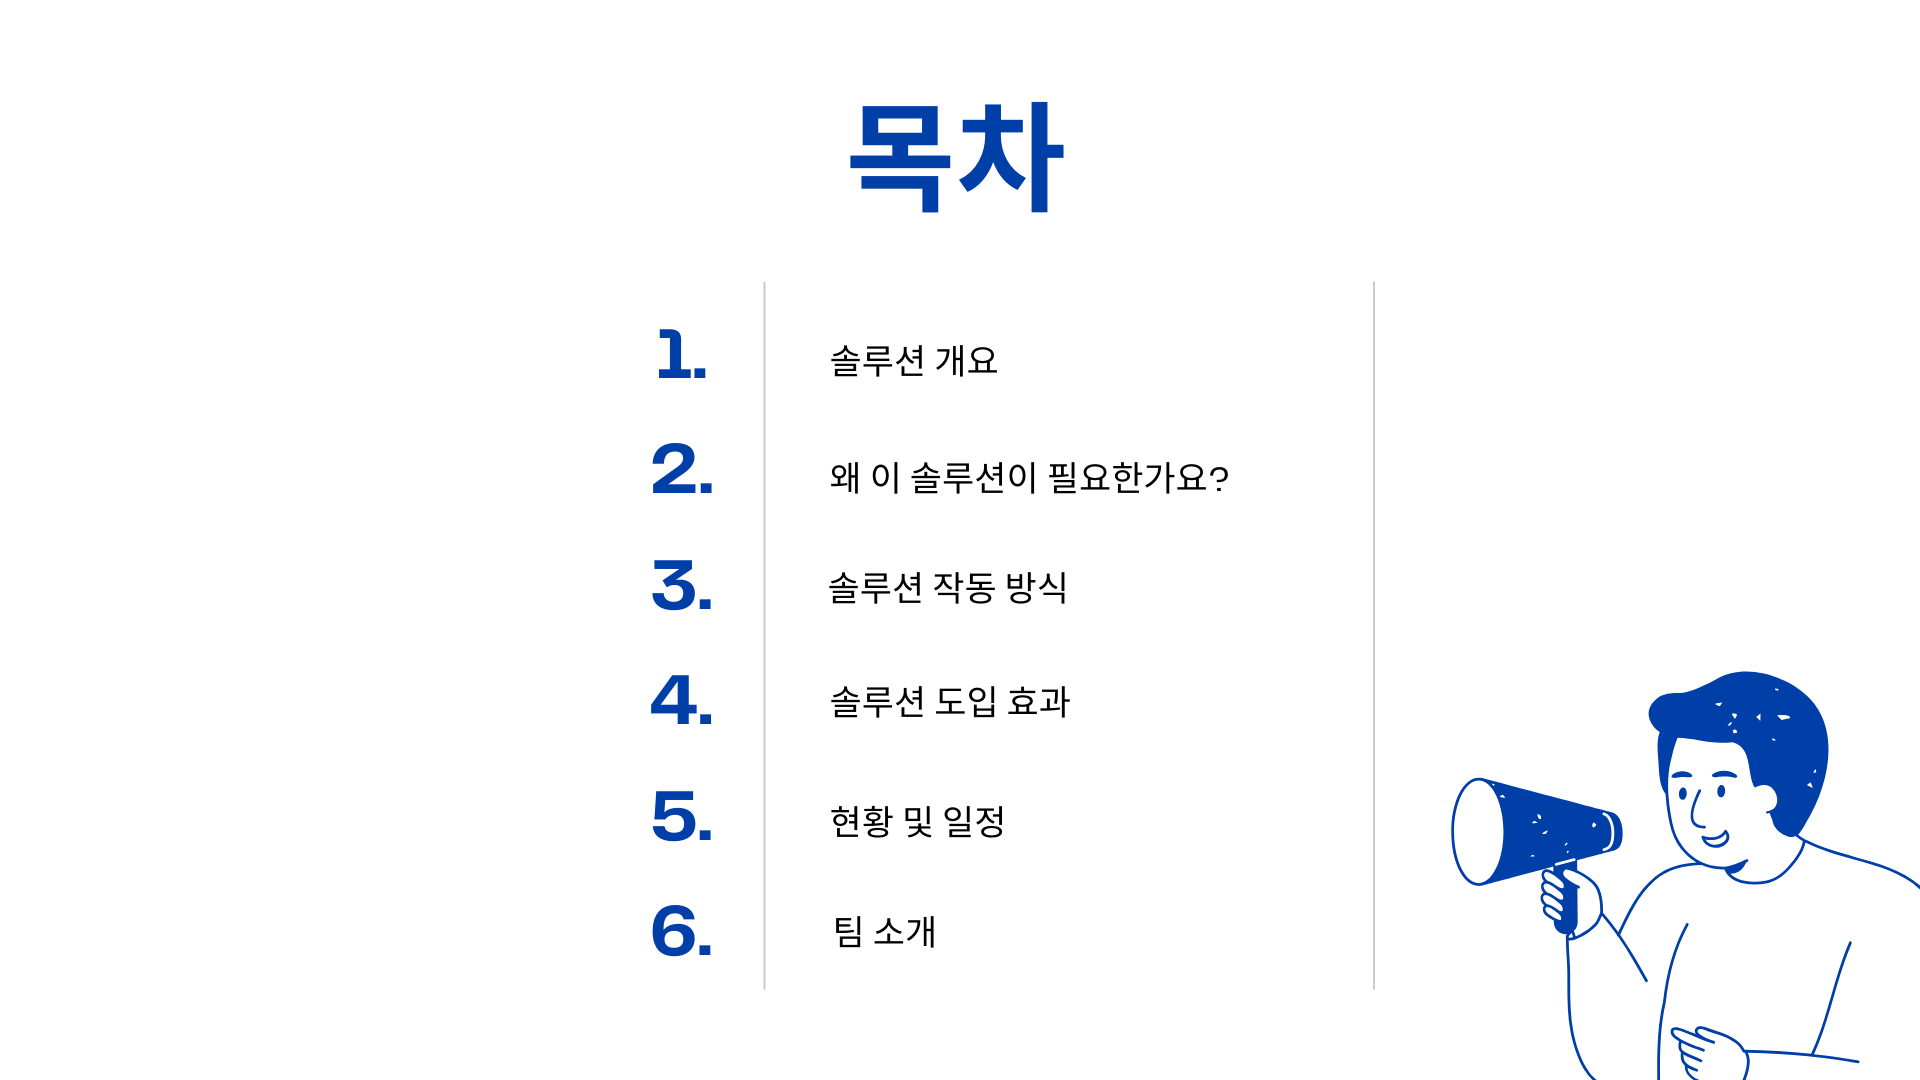 목차
1. 솔루션 개요
2. 왜 이 솔루션이 필요한가요?
3. 솔루션 작동 방식
4. 솔루션 도입 효과
5. 현황 및 일정
6. 팀 소개